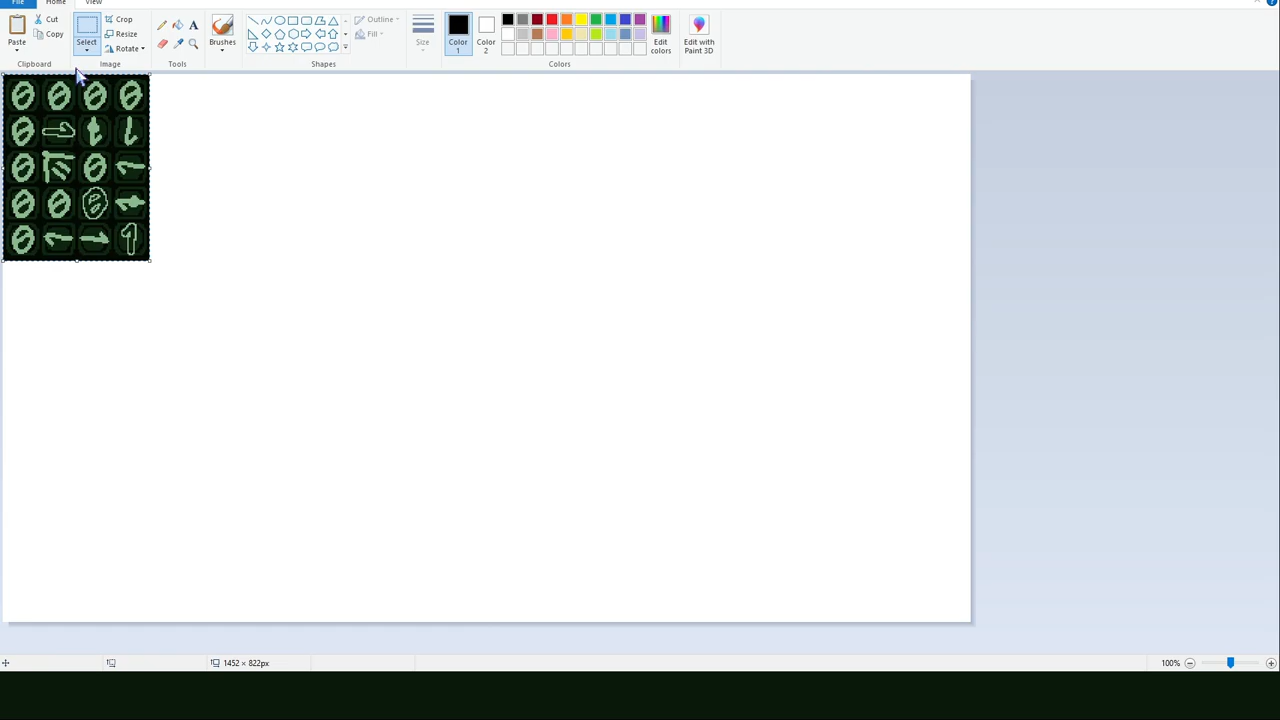 File
Home
View
Paste
Cut
Copy
Clipboard
Select
Crop
Resize
Rotate
Image
A
Tools
Brushes
Outline
Fill
Shapes
Size
Color
1
Color
2
Edit
colors
Edit with
Paint 3D
Colors
1452 × 822px
100%